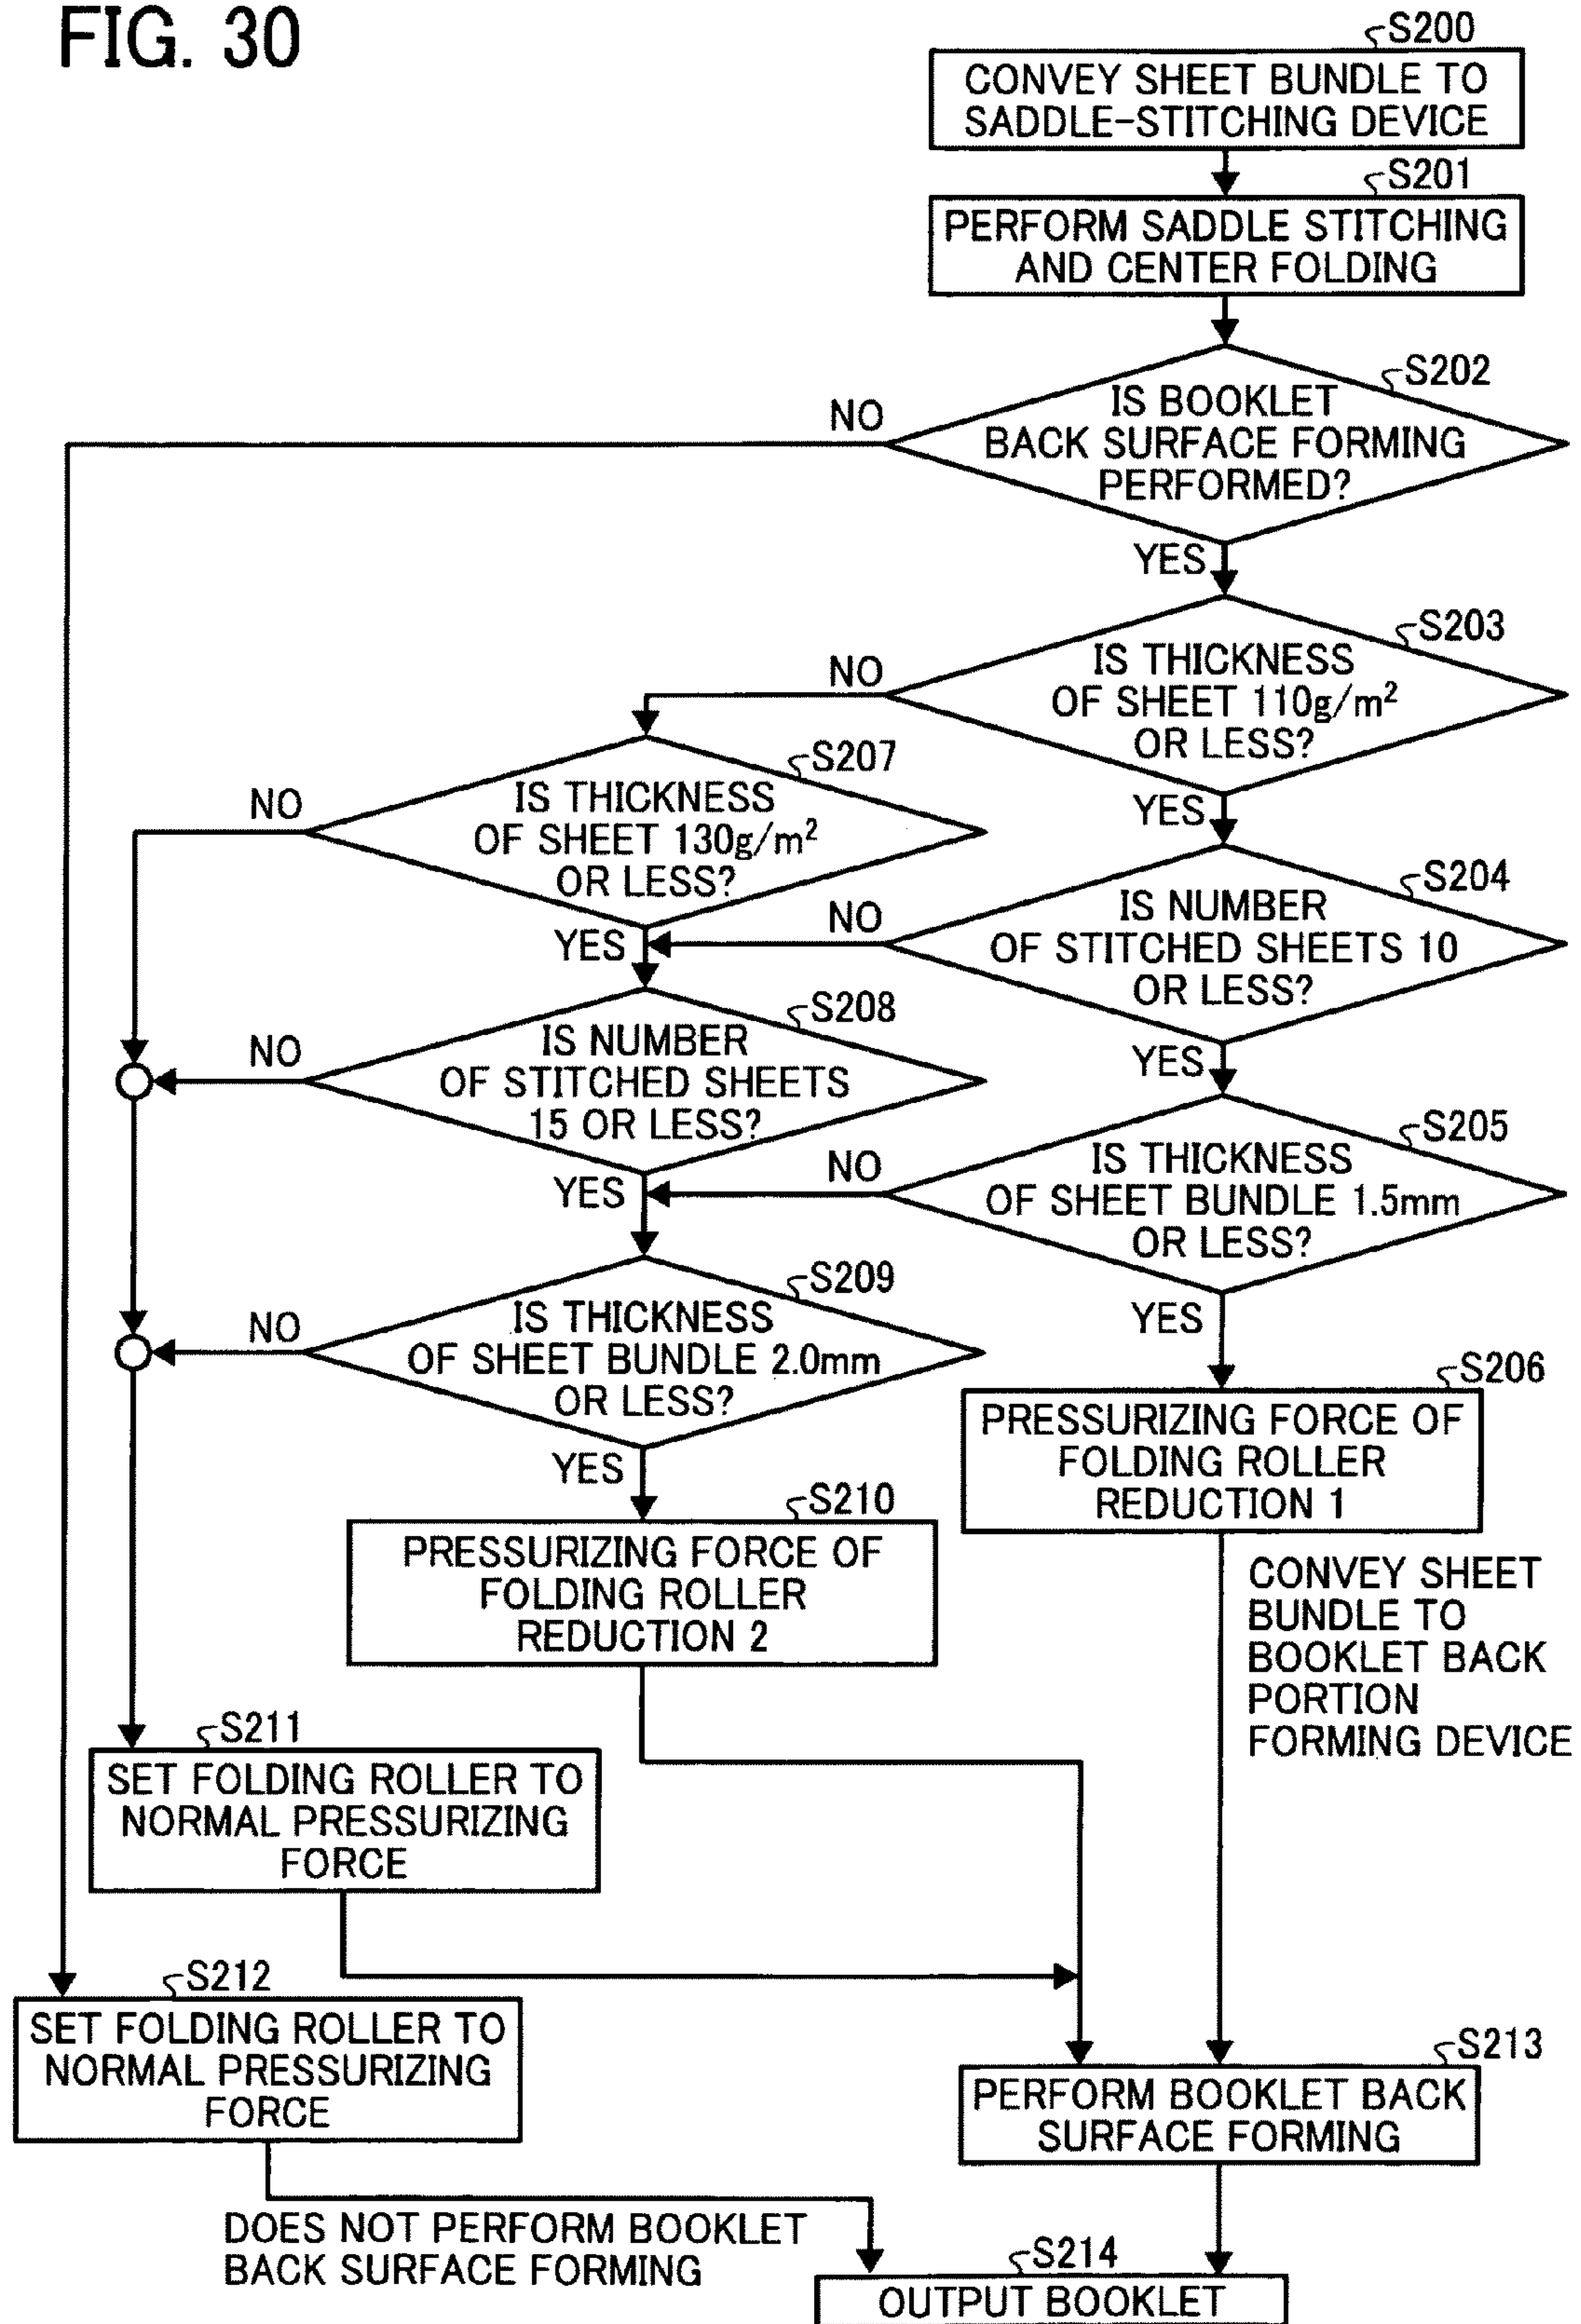 FIG. 30
S200
CONVEY SHEET BUNDLE TO
SADDLE-STITCHING DEVICE
S201
PERFORM SADDLE STITCHING
AND CENTER FOLDING
S202
IS BOOKLET
BACK SURFACE FORMING
PERFORMED?
NO
YES
S203
IS THICKNESS
OF SHEET 110g/m²
OR LESS?
NO
YES
S207
IS THICKNESS
OF SHEET 130g/m²
OR LESS?
NO
YES
S204
IS NUMBER
OF STITCHED SHEETS 10
OR LESS?
NO
YES
S208
IS NUMBER
OF STITCHED SHEETS
15 OR LESS?
NO
YES
S205
IS THICKNESS
OF SHEET BUNDLE 1.5mm
OR LESS?
NO
YES
S209
IS THICKNESS
OF SHEET BUNDLE 2.0mm
OR LESS?
NO
YES
S206
PRESSURIZING FORCE OF
FOLDING ROLLER
REDUCTION 1
S210
PRESSURIZING FORCE OF
FOLDING ROLLER
REDUCTION 2
CONVEY SHEET
BUNDLE TO
BOOKLET BACK
PORTION
FORMING DEVICE
S211
SET FOLDING ROLLER TO
NORMAL PRESSURIZING
FORCE
S212
SET FOLDING ROLLER TO
NORMAL PRESSURIZING
FORCE
S213
PERFORM BOOKLET BACK
SURFACE FORMING
DOES NOT PERFORM BOOKLET
BACK SURFACE FORMING
S214
OUTPUT BOOKLET